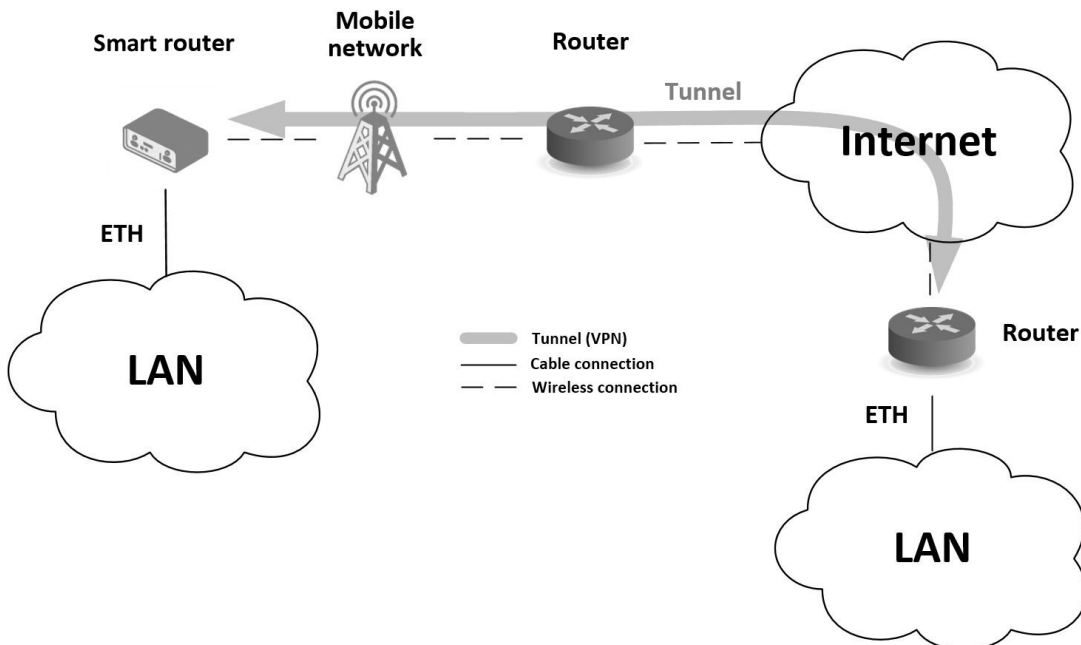 Smart router
Mobile
network
Router
Tunnel
Internet
ETH
LAN
Tunnel (VPN)
Cable connection
Wireless connection
Router
ETH
LAN